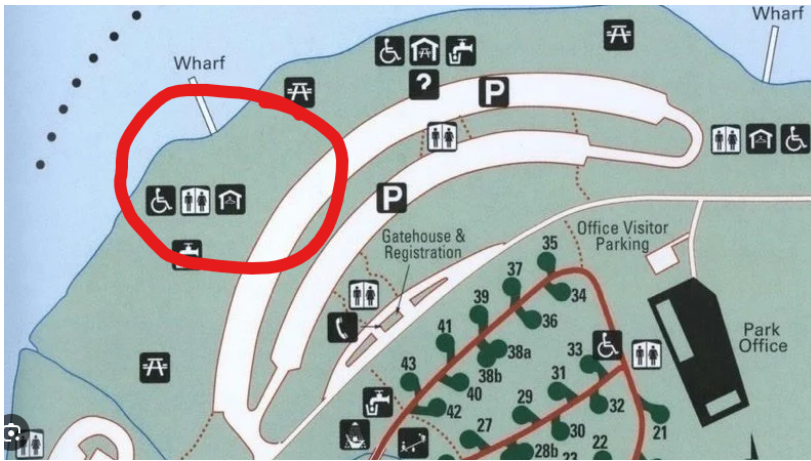 Wharf
Wharf
?
P
P
Gatehouse &
Registration
Office Visitor
Parking
Park
Office
35
37
34
39
36
41
38a
33
43
38b
40
31
42
29
32
27
30
21
28b
22
23